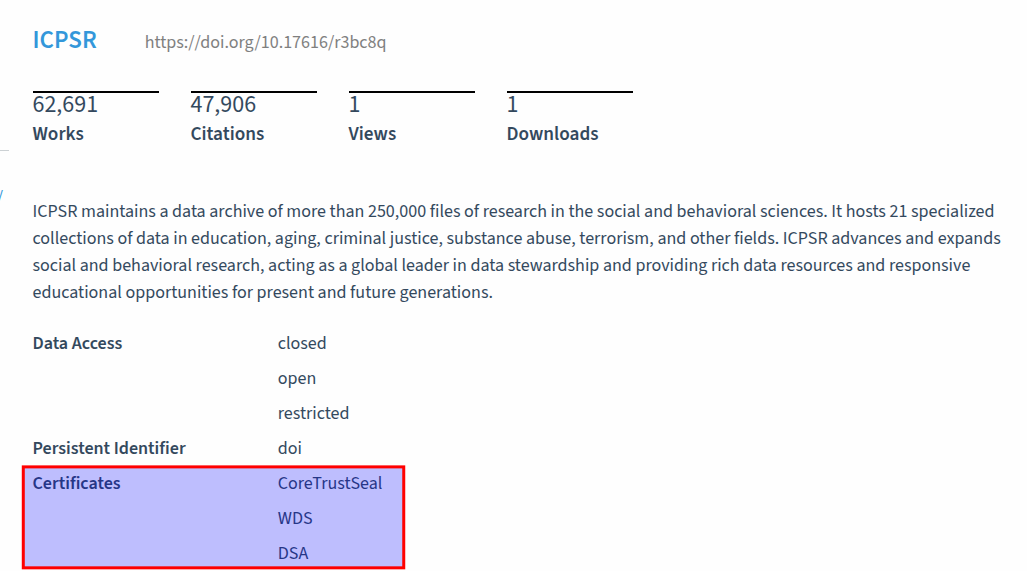 ICPSR https://doi.org/10.17616/r3bc8q
62,691 47,906 1 1
Works Citations Views Downloads
ICPSR maintains a data archive of more than 250,000 files of research in the social and behavioral sciences. It hosts 21 specialized
collections of data in education, aging, criminal justice, substance abuse, terrorism, and other fields. ICPSR advances and expands
social and behavioral research, acting as a global leader in data stewardship and providing rich data resources and responsive
educational opportunities for present and future generations.
Data Access closed
open
restricted
Persistent Identifier doi
Certificates CoreTrustSeal
WDS
DSA